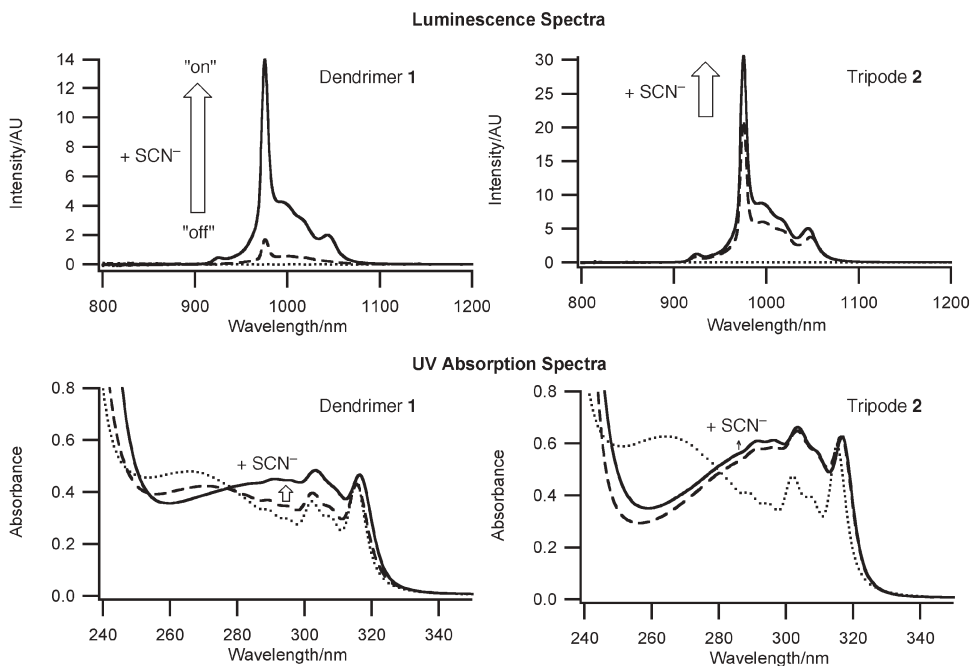 Luminescence Spectra
14
12
10
8
6
4
2
0
Intensity/AU
"on"
+ SCN⁻
"off"
Dendrimer 1
800
900
1000
1100
1200
Wavelength/nm
30
25
20
15
10
5
0
Intensity/AU
+ SCN⁻
Tripode 2
800
900
1000
1100
1200
Wavelength/nm
UV Absorption Spectra
0.8
0.6
0.4
0.2
0.0
Absorbance
Dendrimer 1
+ SCN⁻
240
260
280
300
320
340
Wavelength/nm
0.8
0.6
0.4
0.2
0.0
Absorbance
Tripode 2
+ SCN⁻
240
260
280
300
320
340
Wavelength/nm